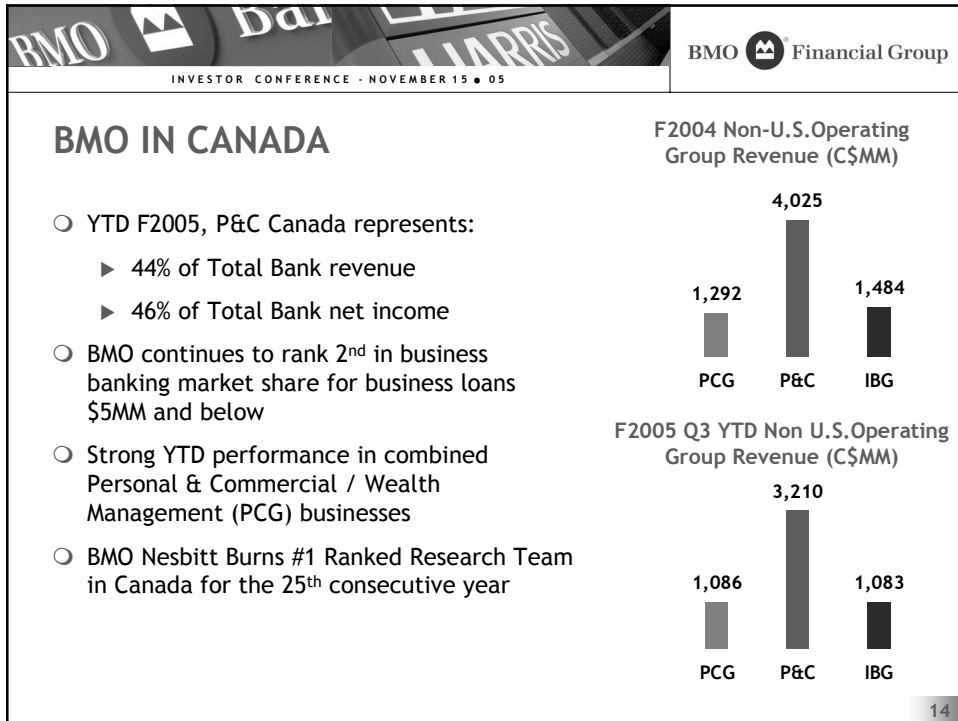 BMO
Bar
HARRIS
BMO Financial Group
INVESTOR CONFERENCE - NOVEMBER 15 ● 05
BMO IN CANADA
❍ YTD F2005, P&C Canada represents:
▶ 44% of Total Bank revenue
▶ 46% of Total Bank net income
❍ BMO continues to rank 2nd in business
banking market share for business loans
$5MM and below
❍ Strong YTD performance in combined
Personal & Commercial / Wealth
Management (PCG) businesses
❍ BMO Nesbitt Burns #1 Ranked Research Team
in Canada for the 25th consecutive year
F2004 Non-U.S.Operating
Group Revenue (C$MM)
4,025
1,292
1,484
PCG P&C IBG
F2005 Q3 YTD Non U.S.Operating
Group Revenue (C$MM)
3,210
1,086
1,083
PCG P&C IBG
14